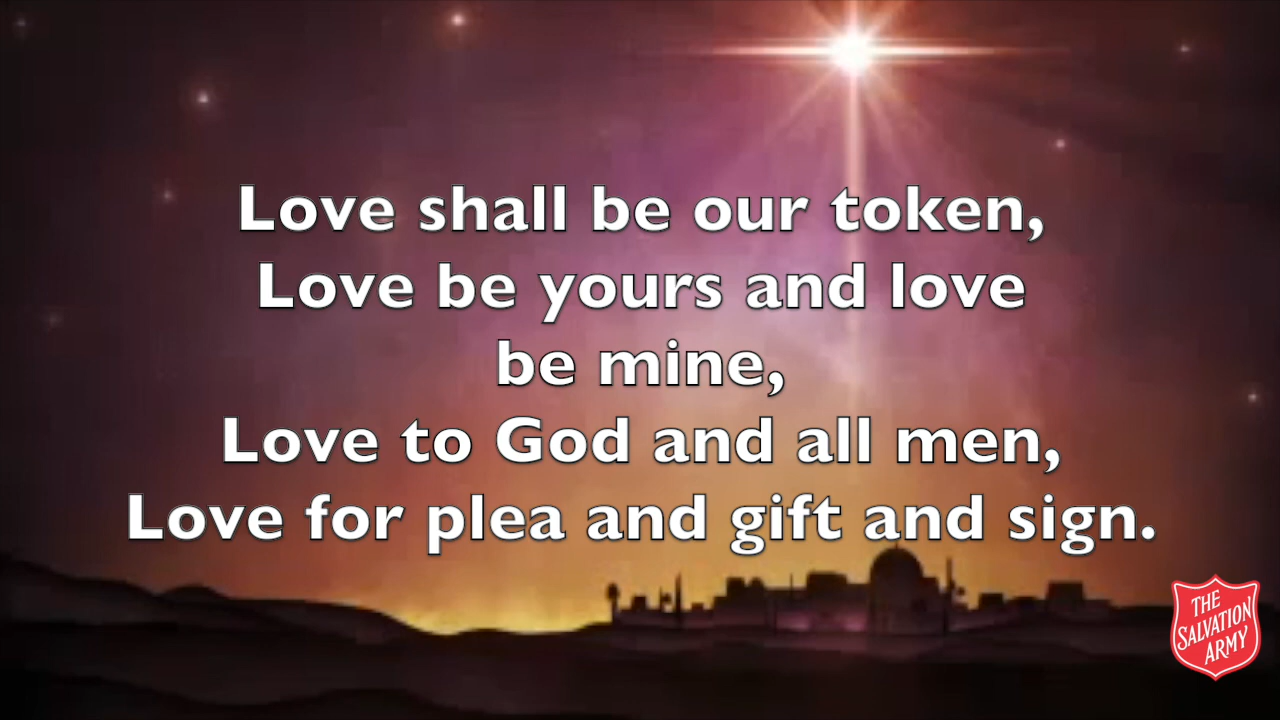 Love shall be our token,
Love be yours and love
be mine,
Love to God and all men,
Love for plea and gift and sign.
THE
SALVATION
ARMY